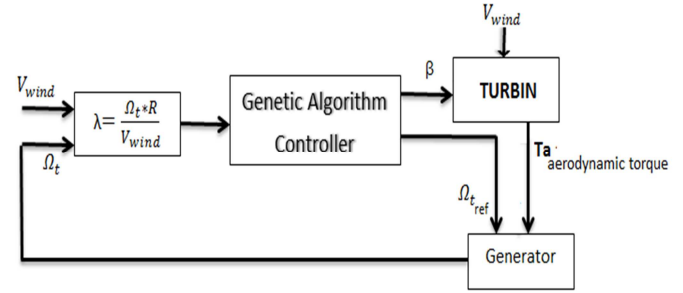 V_wind
V_wind
β
λ= Ω_t*R / V_wind
Genetic Algorithm
Controller
TURBIN
Ω_t
Ta
aerodynamic torque
Ω_t_ref
Generator